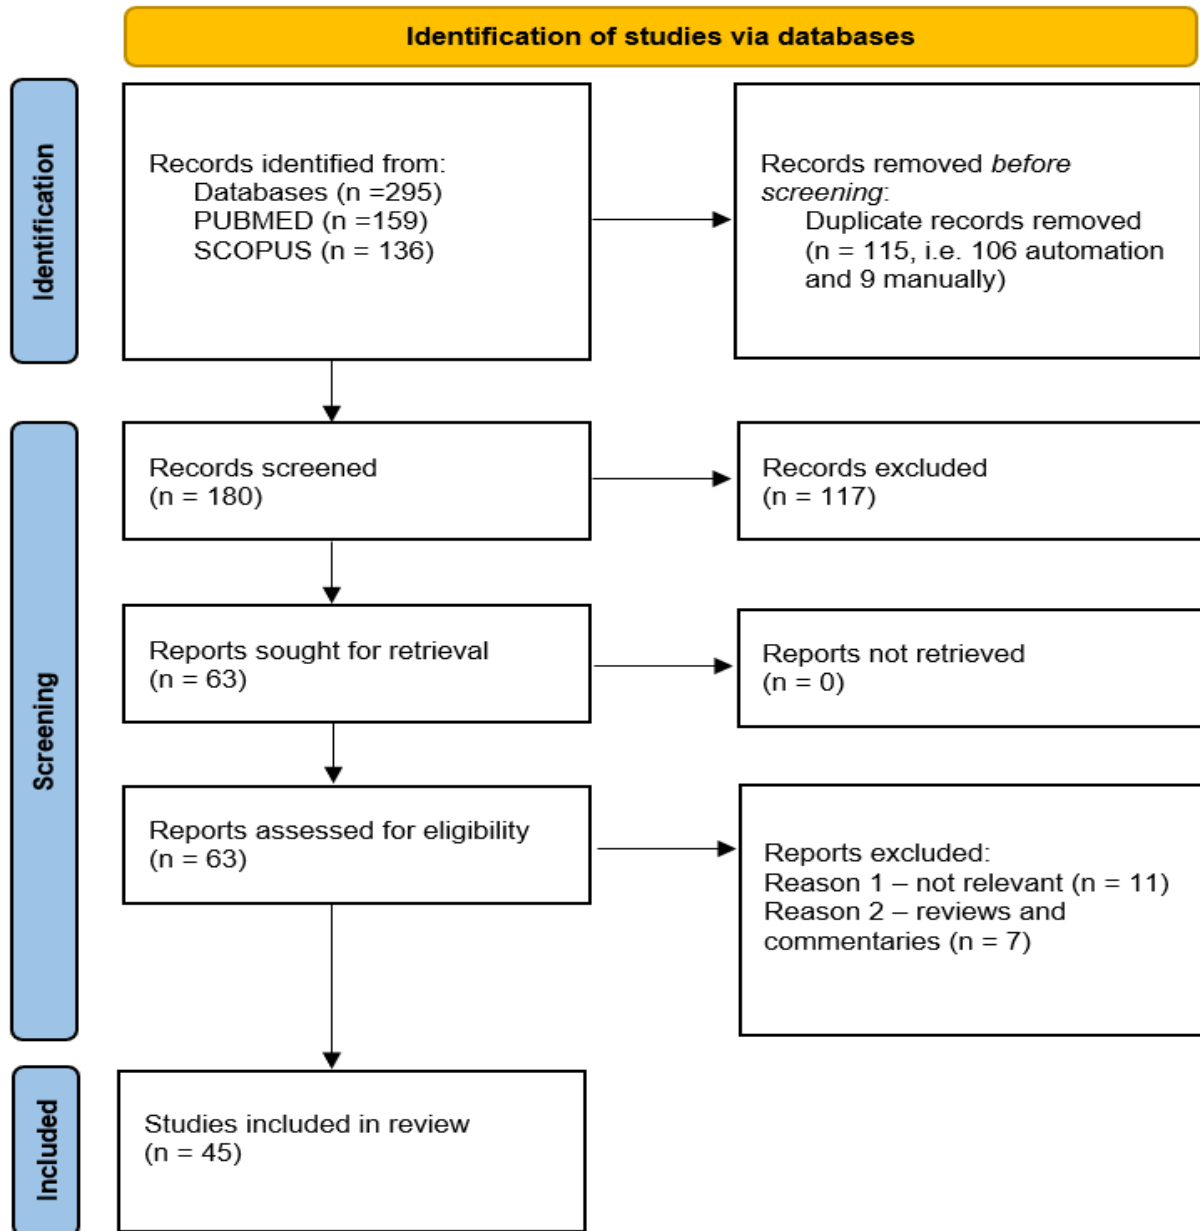 Identification of studies via databases
Identification
Records identified from:
Databases (n =295)
PUBMED (n =159)
SCOPUS (n = 136)
Records removed before
screening:
Duplicate records removed
(n = 115, i.e. 106 automation
and 9 manually)
Screening
Records screened
(n = 180)
Records excluded
(n = 117)
Reports sought for retrieval
(n = 63)
Reports not retrieved
(n = 0)
Reports assessed for eligibility
(n = 63)
Reports excluded:
Reason 1 – not relevant (n = 11)
Reason 2 – reviews and
commentaries (n = 7)
Included
Studies included in review
(n = 45)